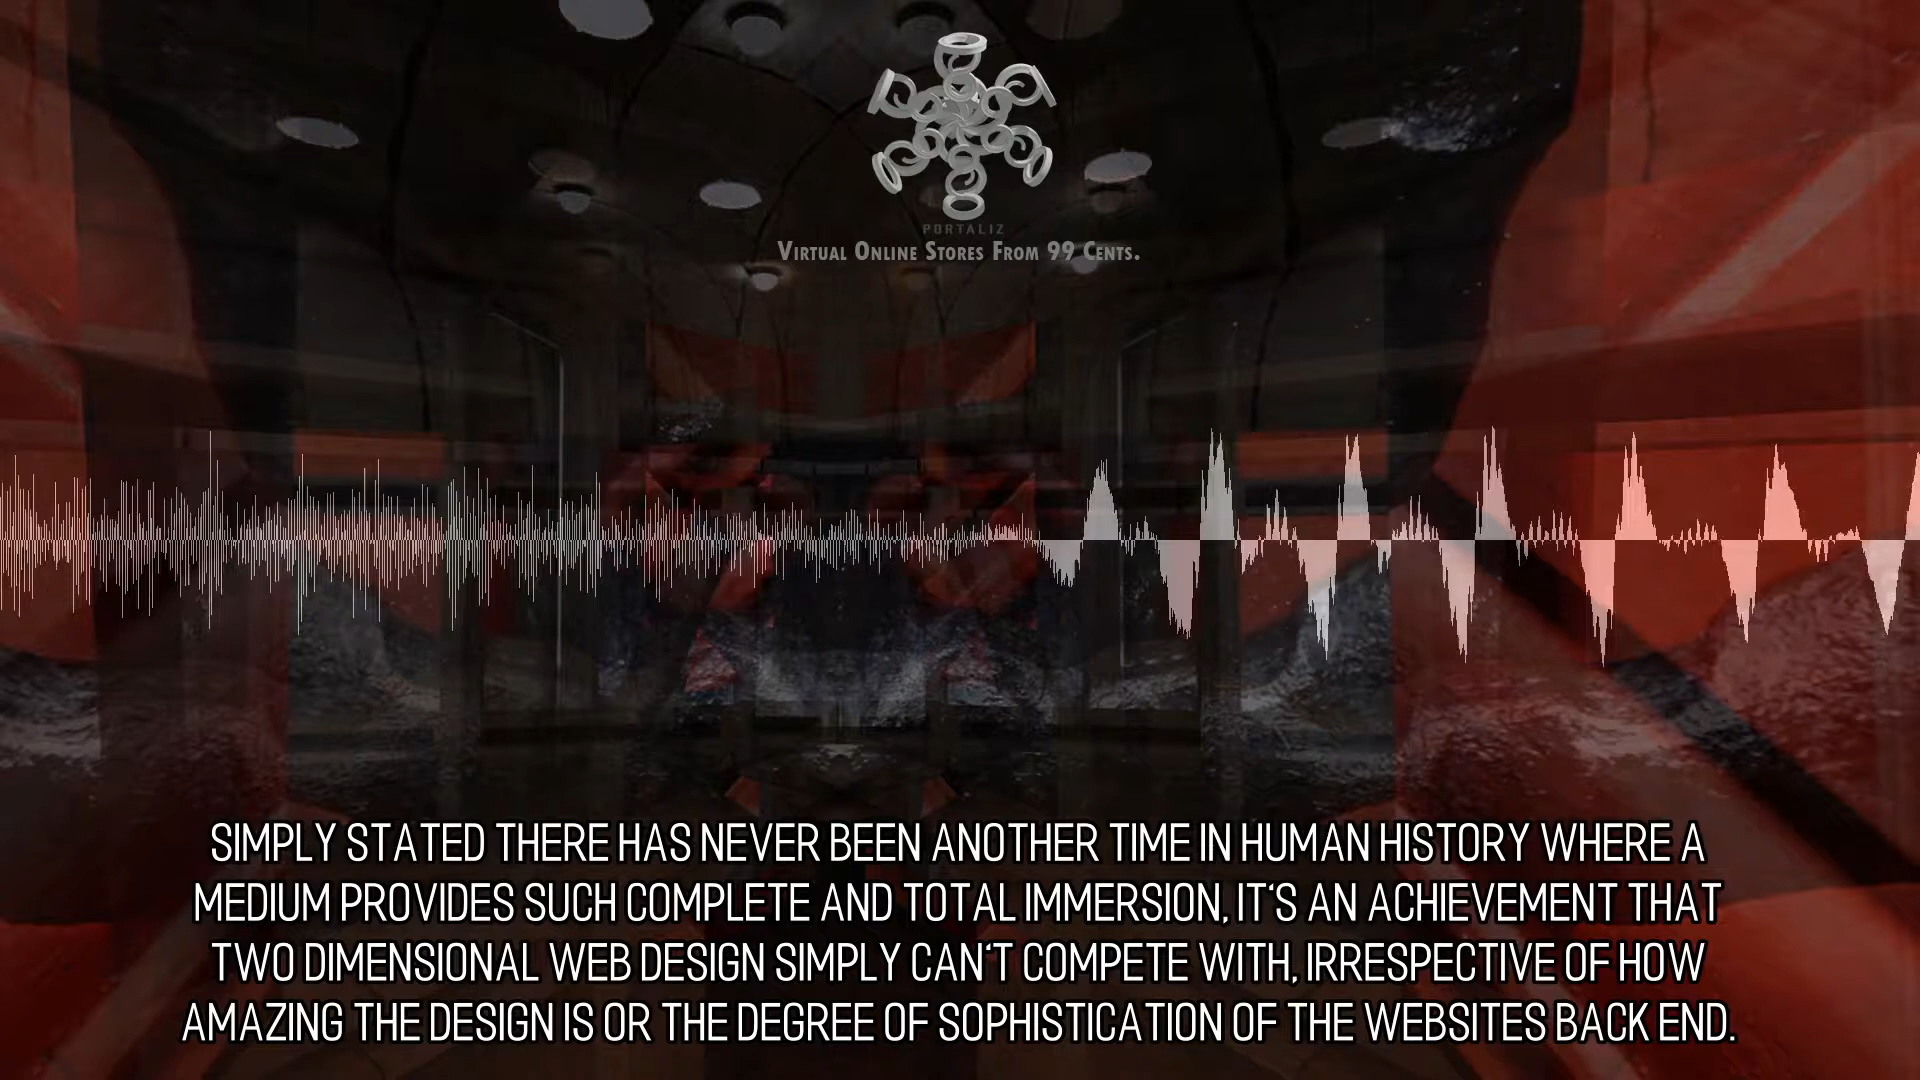 PORTALIZ
Virtual Online Stores From 99 Cents.
SIMPLY STATED THERE HAS NEVER BEEN ANOTHER TIME IN HUMAN HISTORY WHERE A
MEDIUM PROVIDES SUCH COMPLETE AND TOTAL IMMERSION, IT'S AN ACHIEVEMENT THAT
TWO DIMENSIONAL WEB DESIGN SIMPLY CAN'T COMPETE WITH, IRRESPECTIVE OF HOW
AMAZING THE DESIGN IS OR THE DEGREE OF SOPHISTICATION OF THE WEBSITES BACK END.